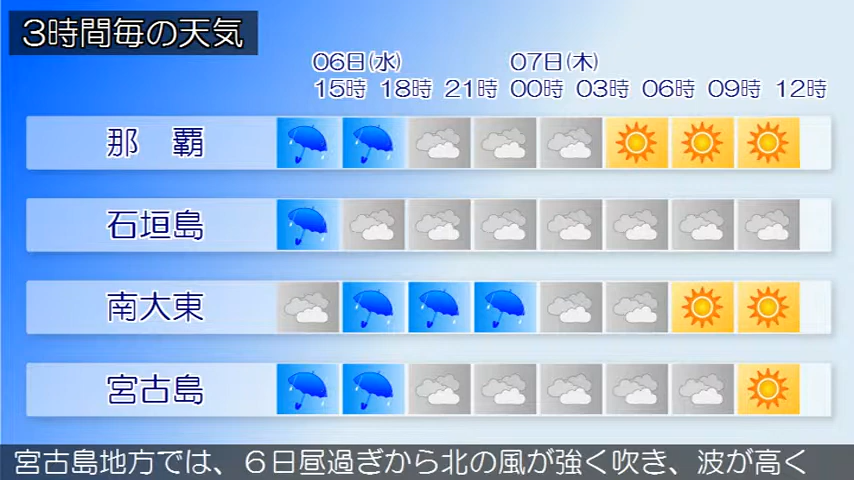 3時間毎の天気
06日(水) 07日(木)
15時 18時 21時 00時 03時 06時 09時 12時
那　覇
石垣島
南大東
宮古島
宮古島地方では、６日昼過ぎから北の風が強く吹き、波が高く